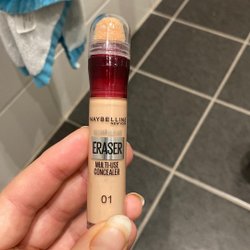 MAYBELLINE
NEW YORK
ERASER
MULTI-USE
CONCEALER
01